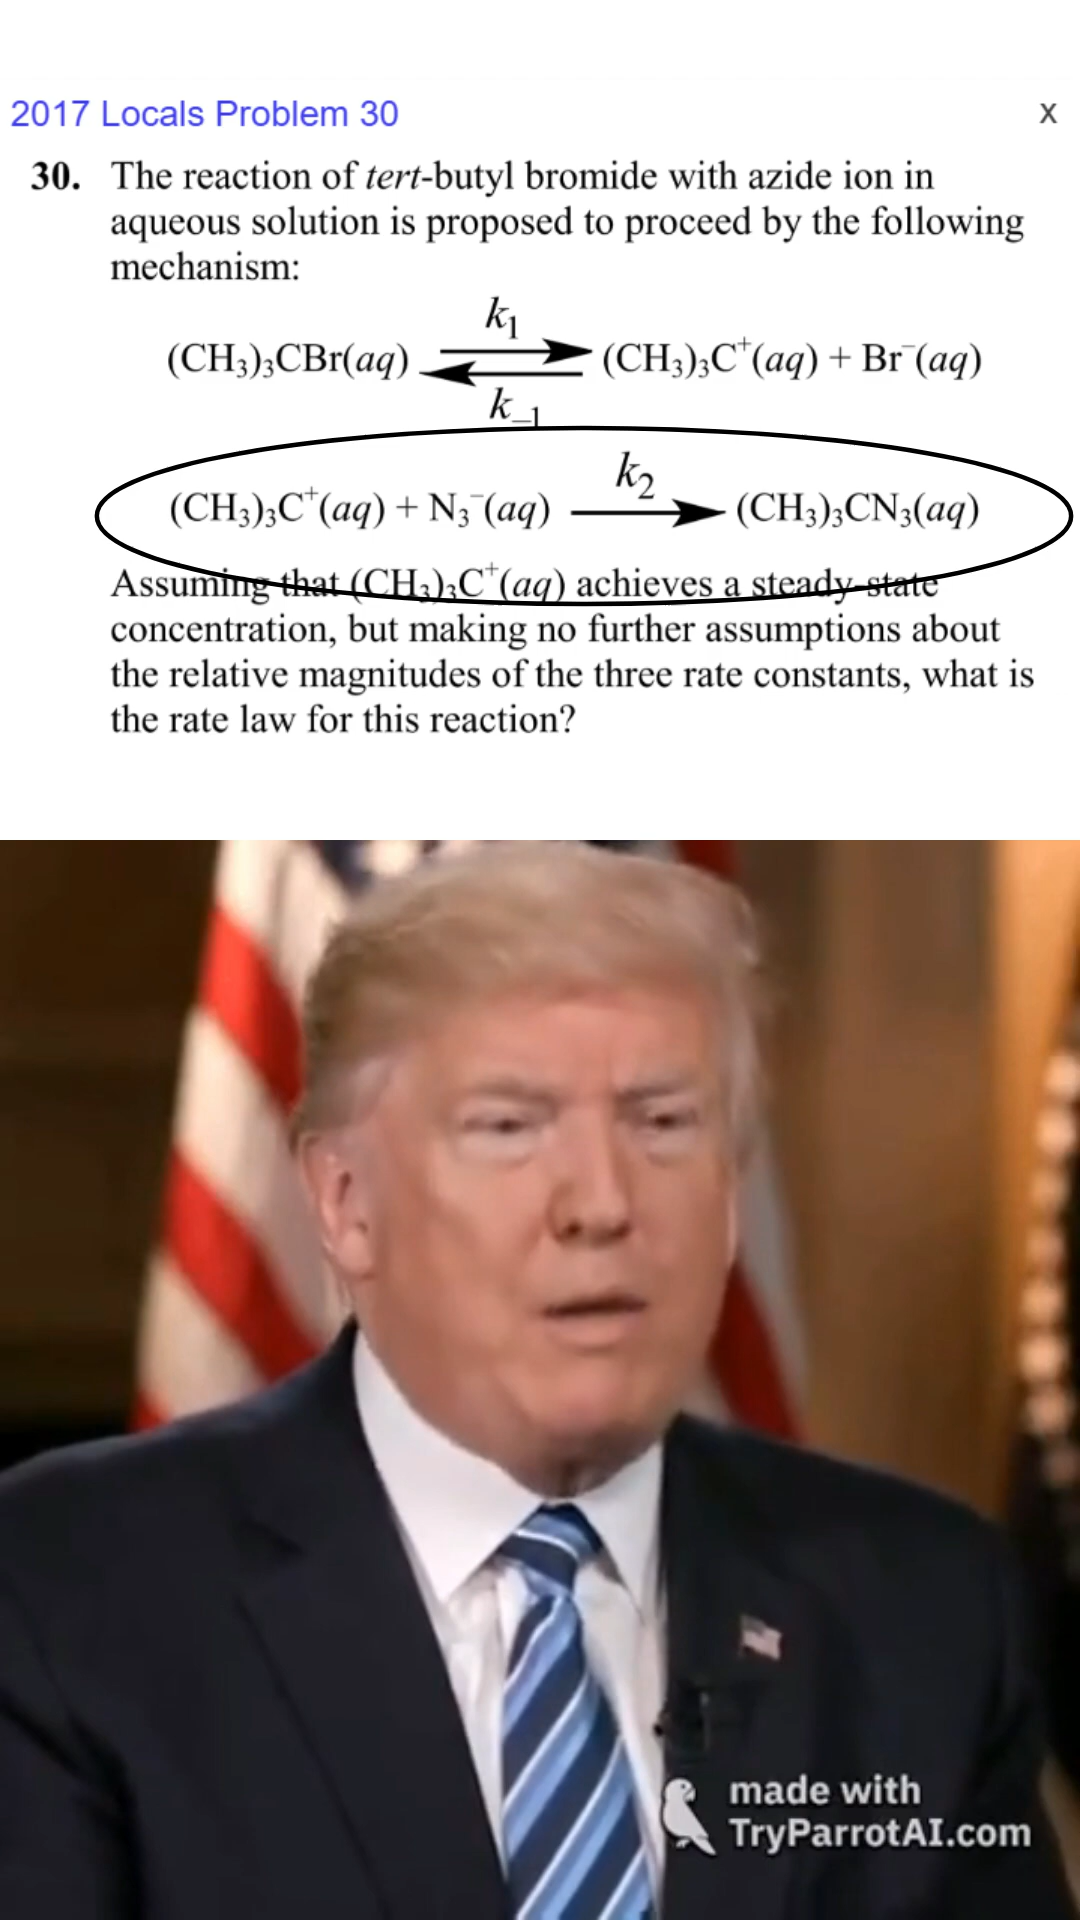 2017 Locals Problem 30
X
30. The reaction of tert-butyl bromide with azide ion in
aqueous solution is proposed to proceed by the following
mechanism:
k₁
(CH₃)₃CBr(aq) ⇌ (CH₃)₃C⁺(aq) + Br⁻(aq)
k₋₁
k₂
(CH₃)₃C⁺(aq) + N₃⁻(aq) → (CH₃)₃CN₃(aq)
Assuming that (CH₃)₃C⁺(aq) achieves a steady-state
concentration, but making no further assumptions about
the relative magnitudes of the three rate constants, what is
the rate law for this reaction?
made with
TryParrotAI.com